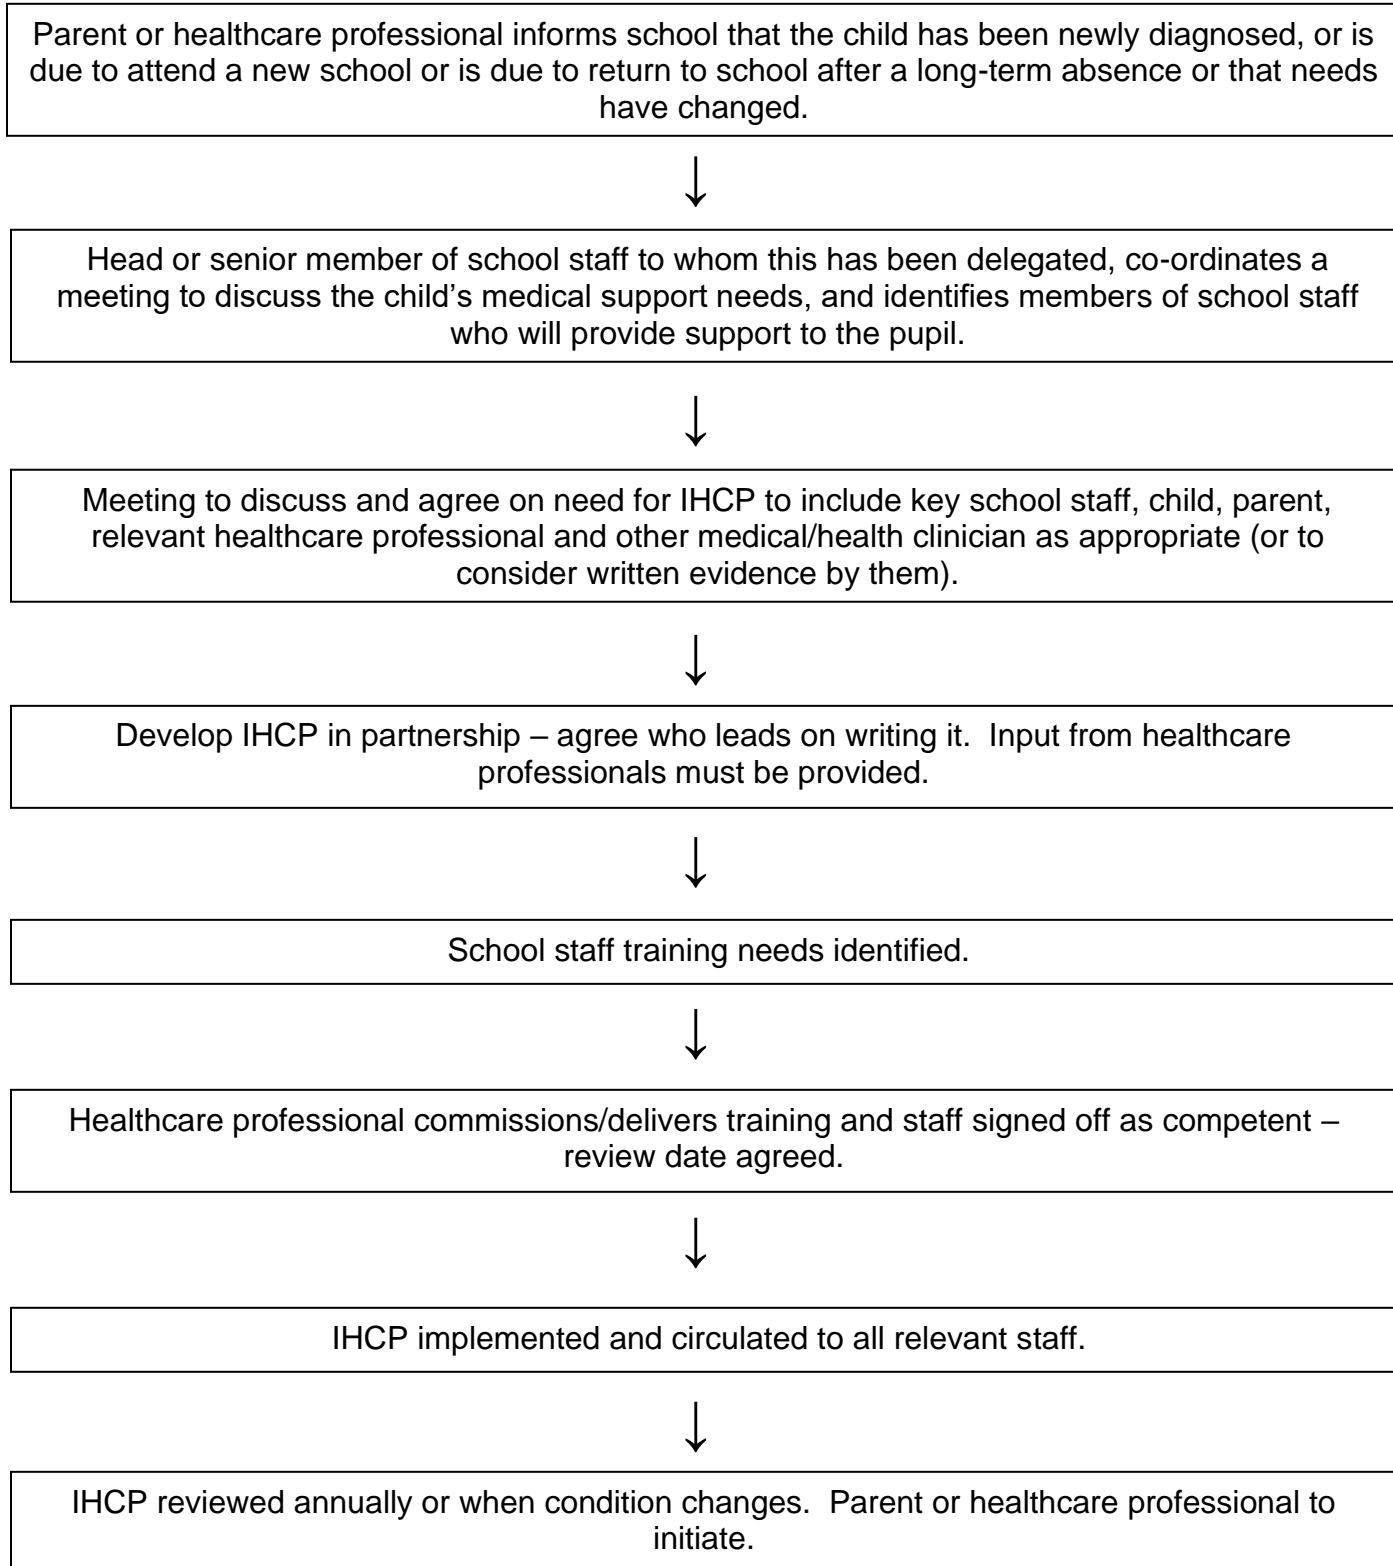 Parent or healthcare professional informs school that the child has been newly diagnosed, or is
due to attend a new school or is due to return to school after a long-term absence or that needs
have changed.
Head or senior member of school staff to whom this has been delegated, co-ordinates a
meeting to discuss the child’s medical support needs, and identifies members of school staff
who will provide support to the pupil.
Meeting to discuss and agree on need for IHCP to include key school staff, child, parent,
relevant healthcare professional and other medical/health clinician as appropriate (or to
consider written evidence by them).
Develop IHCP in partnership – agree who leads on writing it.  Input from healthcare
professionals must be provided.
School staff training needs identified.
Healthcare professional commissions/delivers training and staff signed off as competent –
review date agreed.
IHCP implemented and circulated to all relevant staff.
IHCP reviewed annually or when condition changes.  Parent or healthcare professional to
initiate.